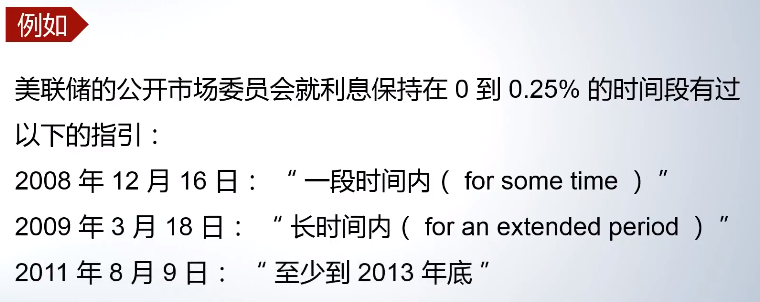 例如
美联储的公开市场委员会就利息保持在 0 到 0.25% 的时间段有过
以下的指引：
2008 年 12 月 16 日： “ 一段时间内（ for some time ） ”
2009 年 3 月 18 日： “ 长时间内（ for an extended period ） ”
2011 年 8 月 9 日： “ 至少到 2013 年底 ”